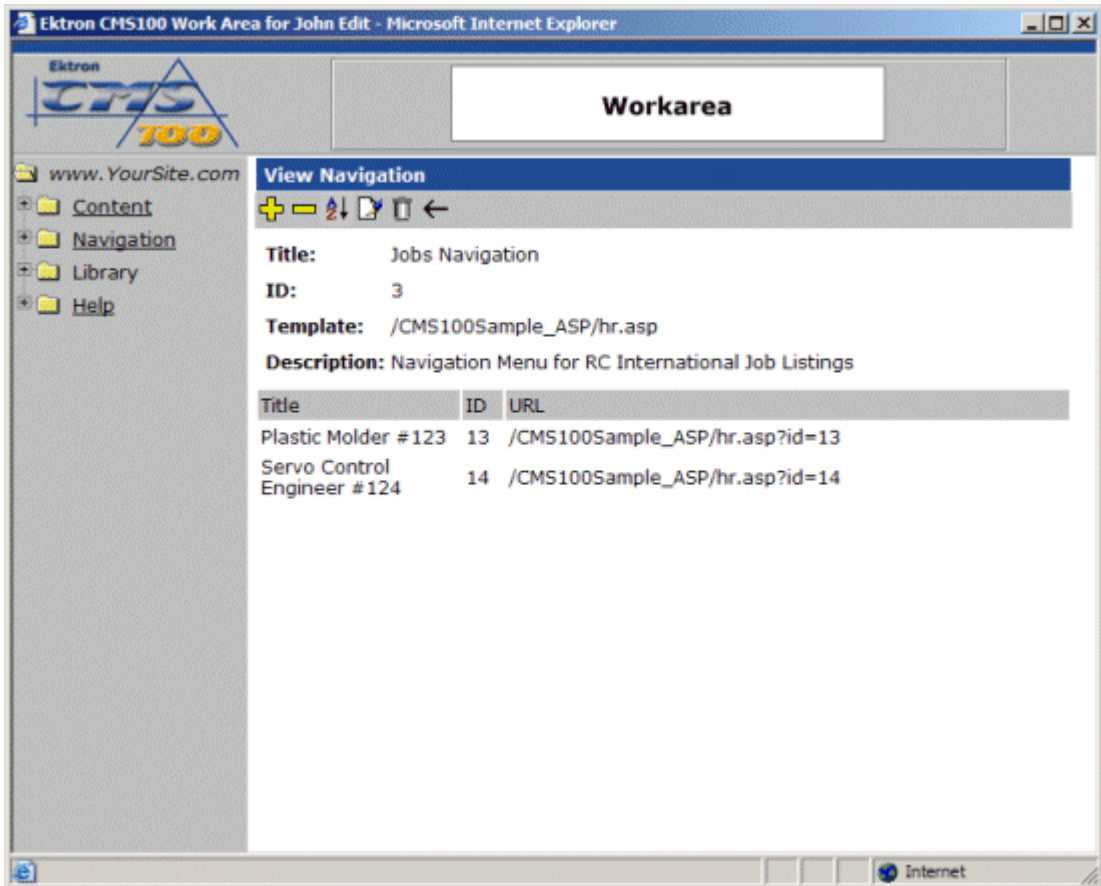 Ektron CMS100 Work Area for John Edit - Microsoft Internet Explorer
Ektron
CMS
100
Workarea
www.YourSite.com
Content
Navigation
Library
Help
View Navigation
Title: Jobs Navigation
ID: 3
Template: /CMS100Sample_ASP/hr.asp
Description: Navigation Menu for RC International Job Listings
Title ID URL
Plastic Molder #123 13 /CMS100Sample_ASP/hr.asp?id=13
Servo Control
Engineer #124 14 /CMS100Sample_ASP/hr.asp?id=14
Internet